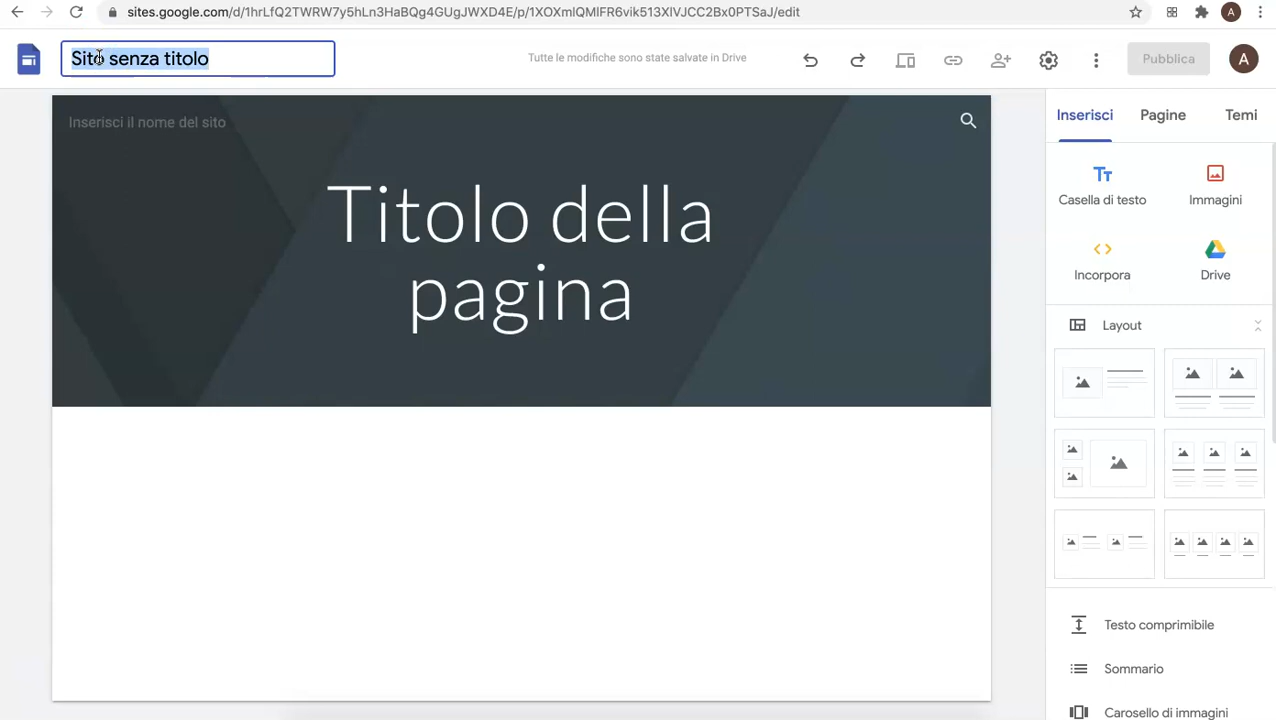 sites.google.com/d/1hrLfQ2TWRW7y5hLn3HaBQg4GUgJWXD4E/p/1XOXmlQMlFR6vik513XlVJCC2Bx0PTSaJ/edit
A
Sito senza titolo
Tutte le modifiche sono state salvate in Drive
Pubblica
A
Inserisci il nome del sito
Titolo della
pagina
Inserisci
Pagine
Temi
Tт
Casella di testo
Immagini
Incorpora
Drive
Layout
Testo comprimibile
Sommario
Carosello di immagini